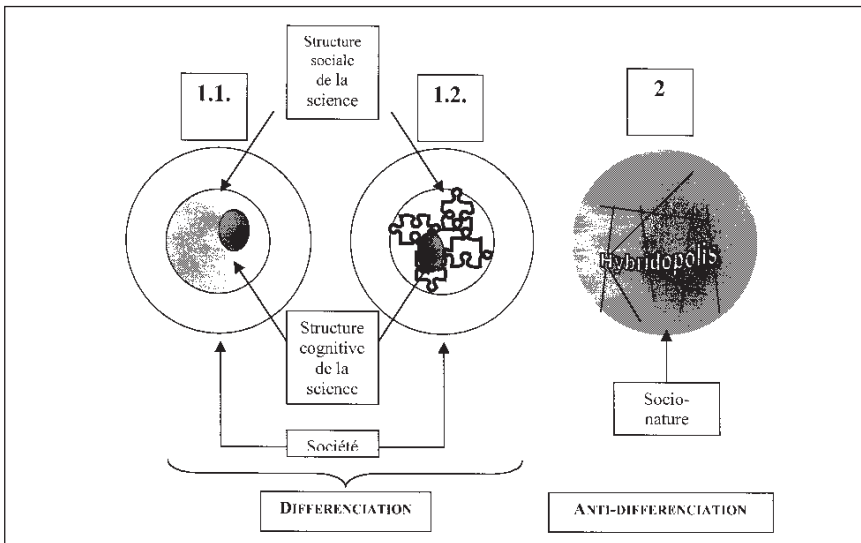 Structure
sociale
de la
science
1.1.
1.2.
2
Hybridopolis
Structure
cognitive
de la
science
Socio-
nature
Société
DIFFERENCIATION
ANTI-DIFFERENCIATION